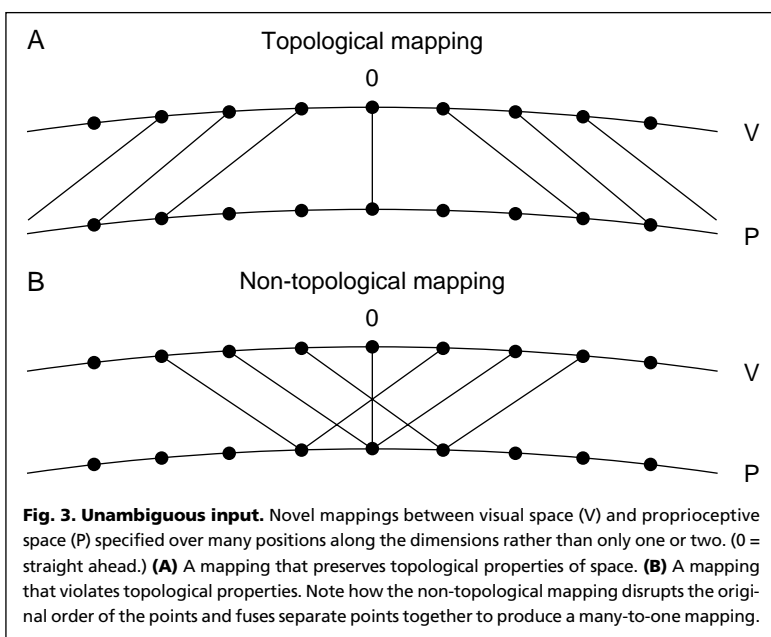 A
Topological mapping
0
V
P
B
Non-topological mapping
0
V
P
Fig. 3. Unambiguous input. Novel mappings between visual space (V) and proprioceptive
space (P) specified over many positions along the dimensions rather than only one or two. (0 =
straight ahead.) (A) A mapping that preserves topological properties of space. (B) A mapping
that violates topological properties. Note how the non-topological mapping disrupts the origi-
nal order of the points and fuses separate points together to produce a many-to-one mapping.